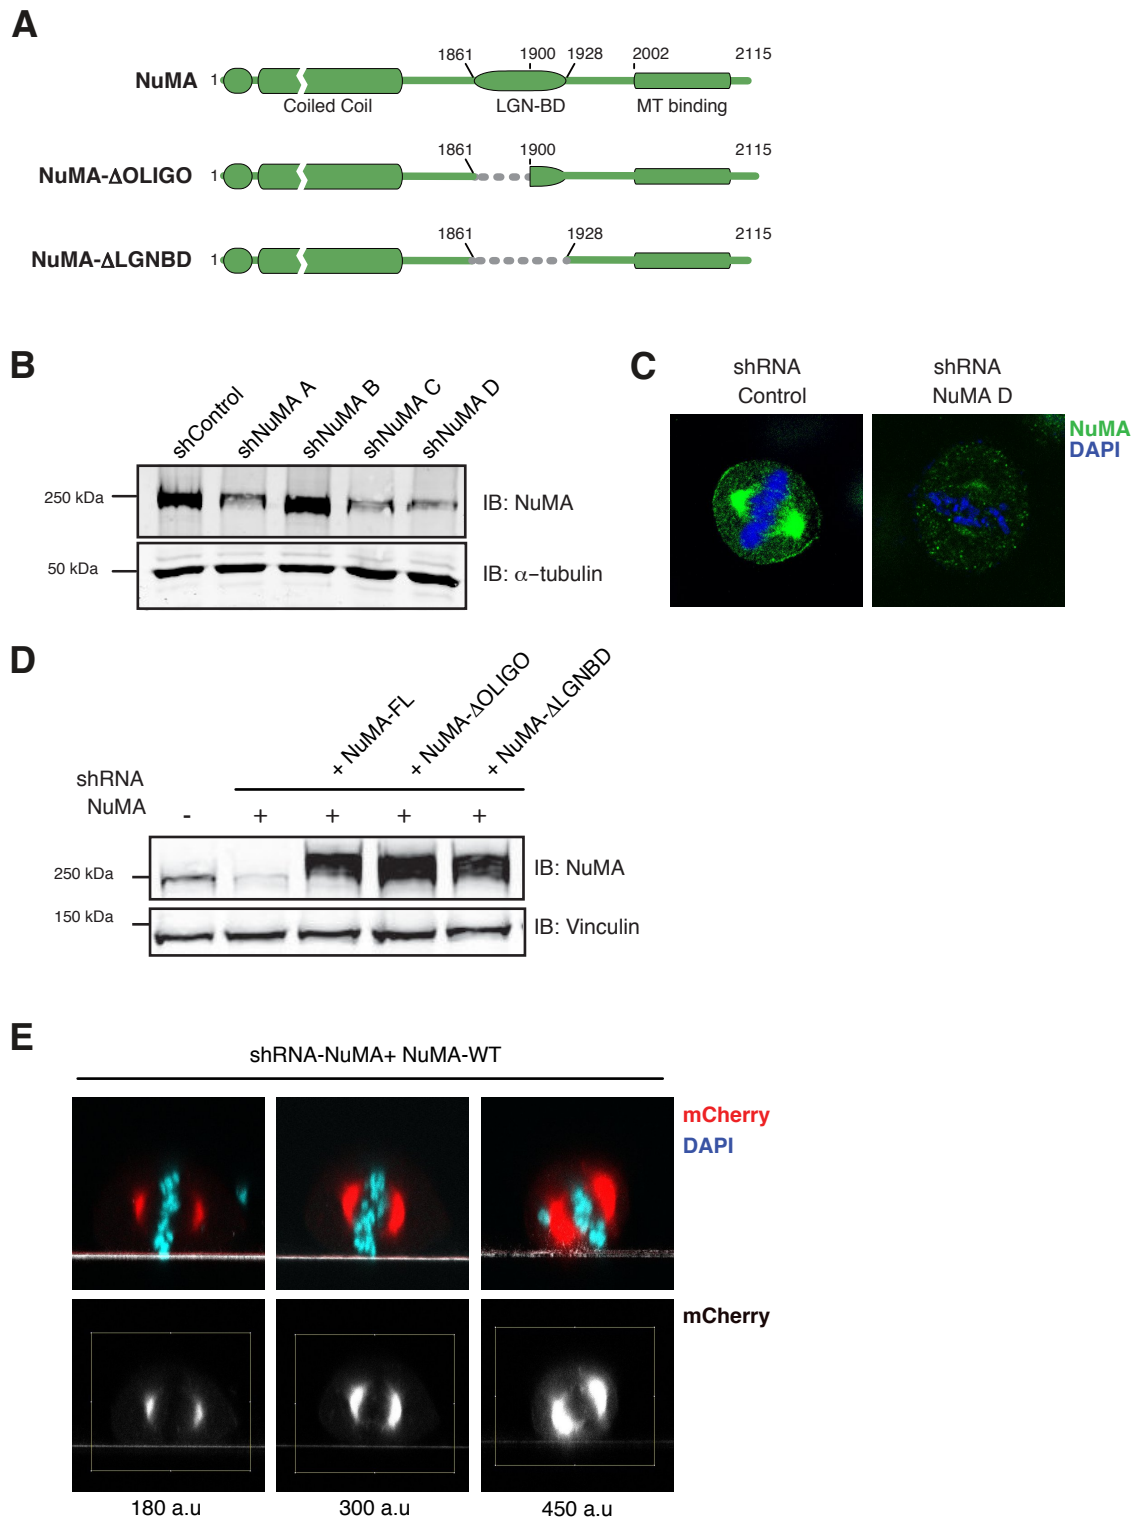 A
1861 1900 1928 2002 2115
NuMA 1
Coiled Coil LGN-BD MT binding
1861 1900 2115
NuMA-ΔOLIGO 1
1861 1928 2115
NuMA-ΔLGNBD 1
B
shControl
shNuMA A
shNuMA B
shNuMA C
shNuMA D
250 kDa
IB: NuMA
50 kDa
IB: α−tubulin
C
shRNA
Control
shRNA
NuMA D
NuMA
DAPI
D
+ NuMA-FL
+ NuMA-ΔOLIGO
+ NuMA-ΔLGNBD
shRNA
NuMA
- + + + +
250 kDa
IB: NuMA
150 kDa
IB: Vinculin
E
shRNA-NuMA+ NuMA-WT
mCherry
DAPI
mCherry
180 a.u
300 a.u
450 a.u